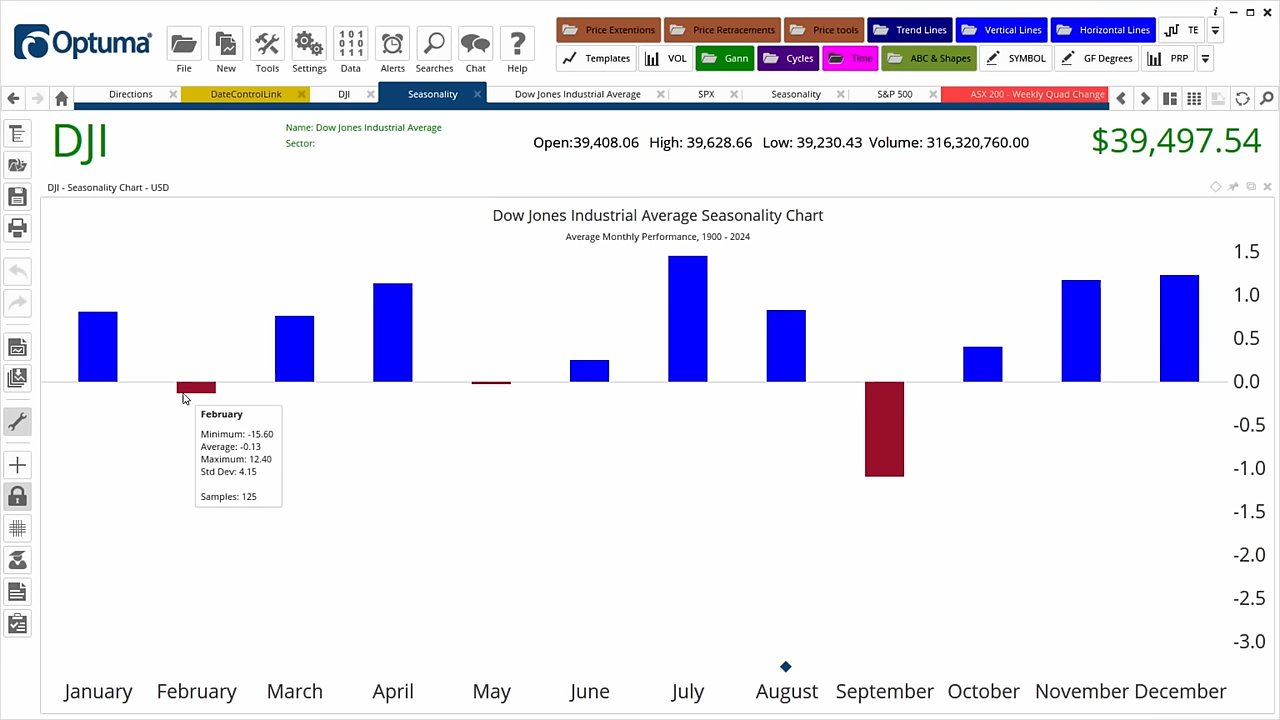 Optuma
File
New
Tools
Settings
101
010
101
Data
Alerts
Searches
Chat
?
Help
i
Price Extentions
Price Retracements
Price tools
Trend Lines
Vertical Lines
Horizontal Lines
TE
Templates
VOL
Gann
Cycles
Time
ABC & Shapes
SYMBOL
GF Degrees
PRP
Directions
DateControlLink
DJI
Seasonality
Dow Jones Industrial Average
SPX
Seasonality
S&P 500
ASX 200 - Weekly Quad Change
DJI
Name: Dow Jones Industrial Average
Sector:
Open:39,408.06 High: 39,628.66 Low: 39,230.43 Volume: 316,320,760.00
$39,497.54
DJI - Seasonality Chart - USD
Dow Jones Industrial Average Seasonality Chart
Average Monthly Performance, 1900 - 2024
1.5
1.0
0.5
0.0
-0.5
-1.0
-1.5
-2.0
-2.5
-3.0
February
Minimum: -15.60
Average: -0.13
Maximum: 12.40
Std Dev: 4.15
Samples: 125
January February March April May June July August September October November December